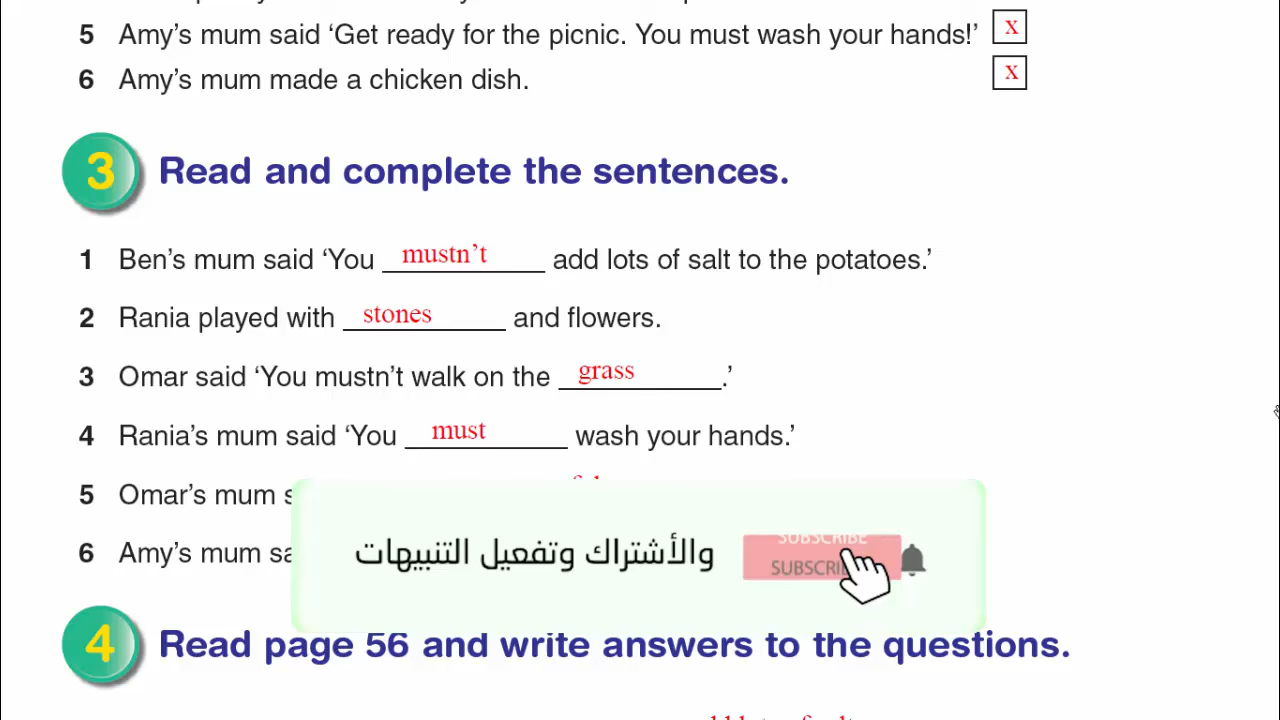 5 Amy’s mum said ‘Get ready for the picnic. You must wash your hands!’ x
6 Amy’s mum made a chicken dish. x
3 Read and complete the sentences.
1 Ben’s mum said ‘You mustn’t add lots of salt to the potatoes.’
2 Rania played with stones and flowers.
3 Omar said ‘You mustn’t walk on the grass.’
4 Rania’s mum said ‘You must wash your hands.’
5 Omar’s mum
6 Amy’s mum
والأشتراك وتفعيل التنبيهات
SUBSCRIBE
4 Read page 56 and write answers to the questions.